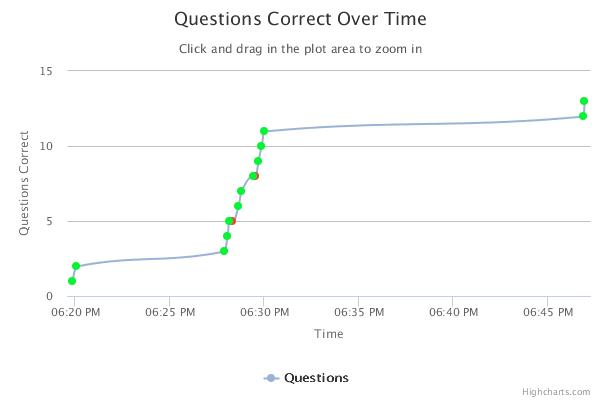 Questions Correct Over Time
Click and drag in the plot area to zoom in
Questions Correct
15
10
5
0
06:20 PM 06:25 PM 06:30 PM 06:35 PM 06:40 PM 06:45 PM
Time
Questions
Highcharts.com